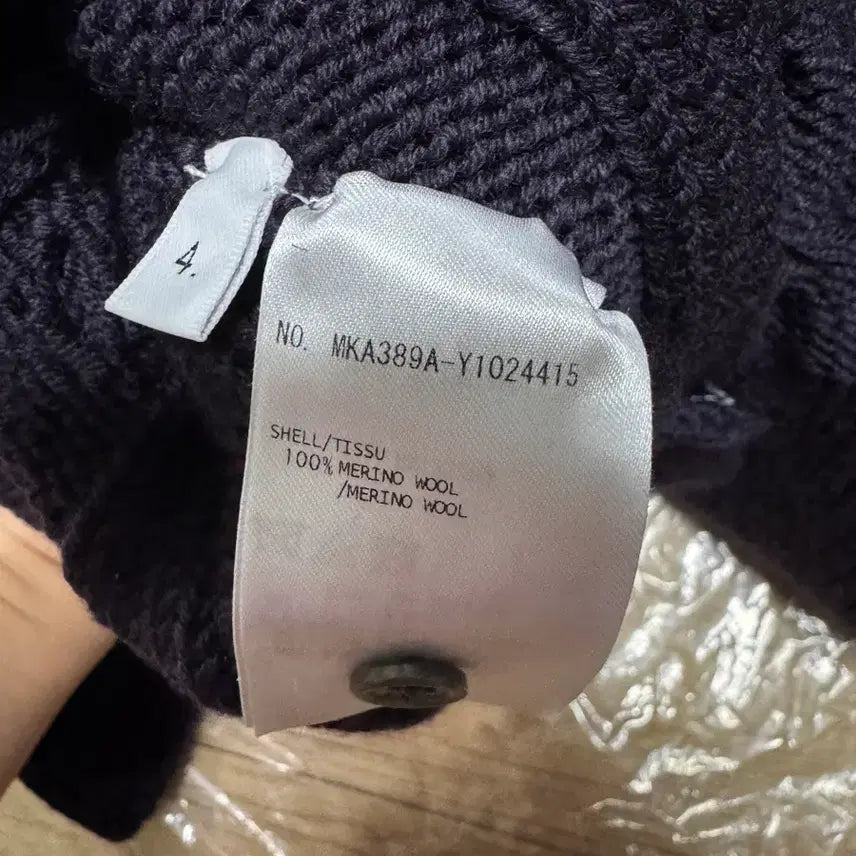 4.
NO. MKA389A-Y1024415
SHELL/TISSU
100% MERINO WOOL
/MERINO WOOL